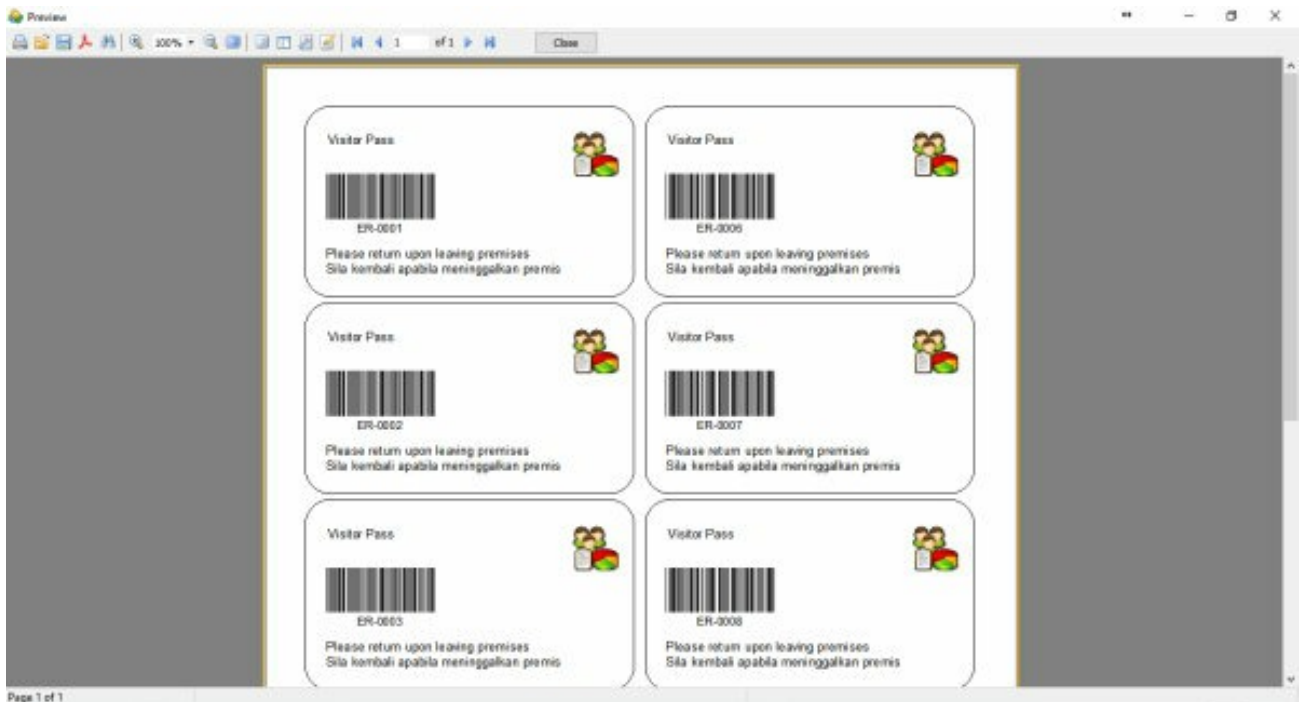 Preview
100%
1 of 1
Close
Visitor Pass
ER-0001
Please return upon leaving premises
Sila kembali apabila meninggalkan premis
Visitor Pass
ER-0006
Please return upon leaving premises
Sila kembali apabila meninggalkan premis
Visitor Pass
ER-0002
Please return upon leaving premises
Sila kembali apabila meninggalkan premis
Visitor Pass
ER-0007
Please return upon leaving premises
Sila kembali apabila meninggalkan premis
Visitor Pass
ER-0003
Please return upon leaving premises
Sila kembali apabila meninggalkan premis
Visitor Pass
ER-0008
Please return upon leaving premises
Sila kembali apabila meninggalkan premis
Page 1 of 1